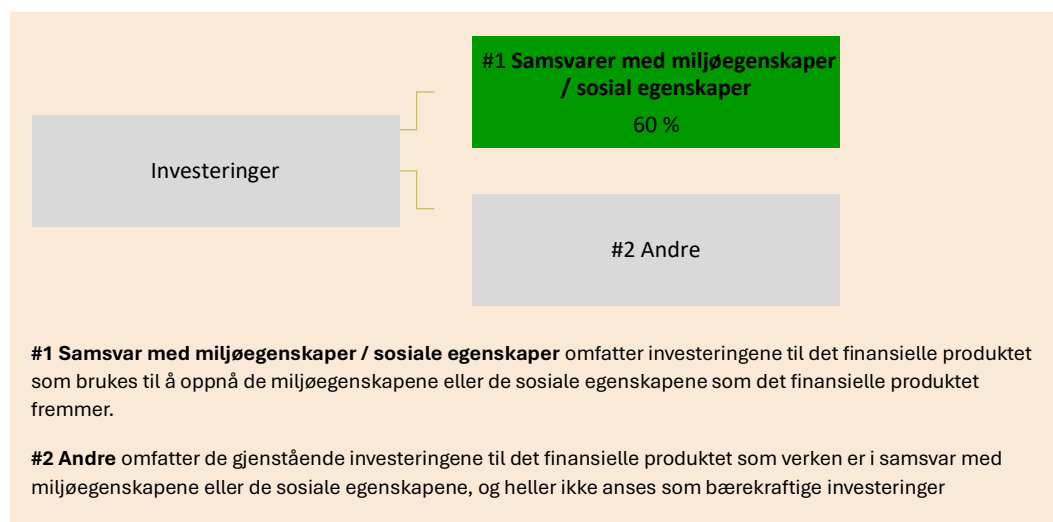 #1 Samsvarer med miljøegenskaper
/ sosial egenskaper
60 %
Investeringer
#2 Andre
#1 Samsvar med miljøegenskaper / sosiale egenskaper omfatter investeringene til det finansielle produktet
som brukes til å oppnå de miljøegenskapene eller de sosiale egenskapene som det finansielle produktet
fremmer.
#2 Andre omfatter de gjenstående investeringene til det finansielle produktet som verken er i samsvar med
miljøegenskapene eller de sosiale egenskapene, og heller ikke anses som bærekraftige investeringer